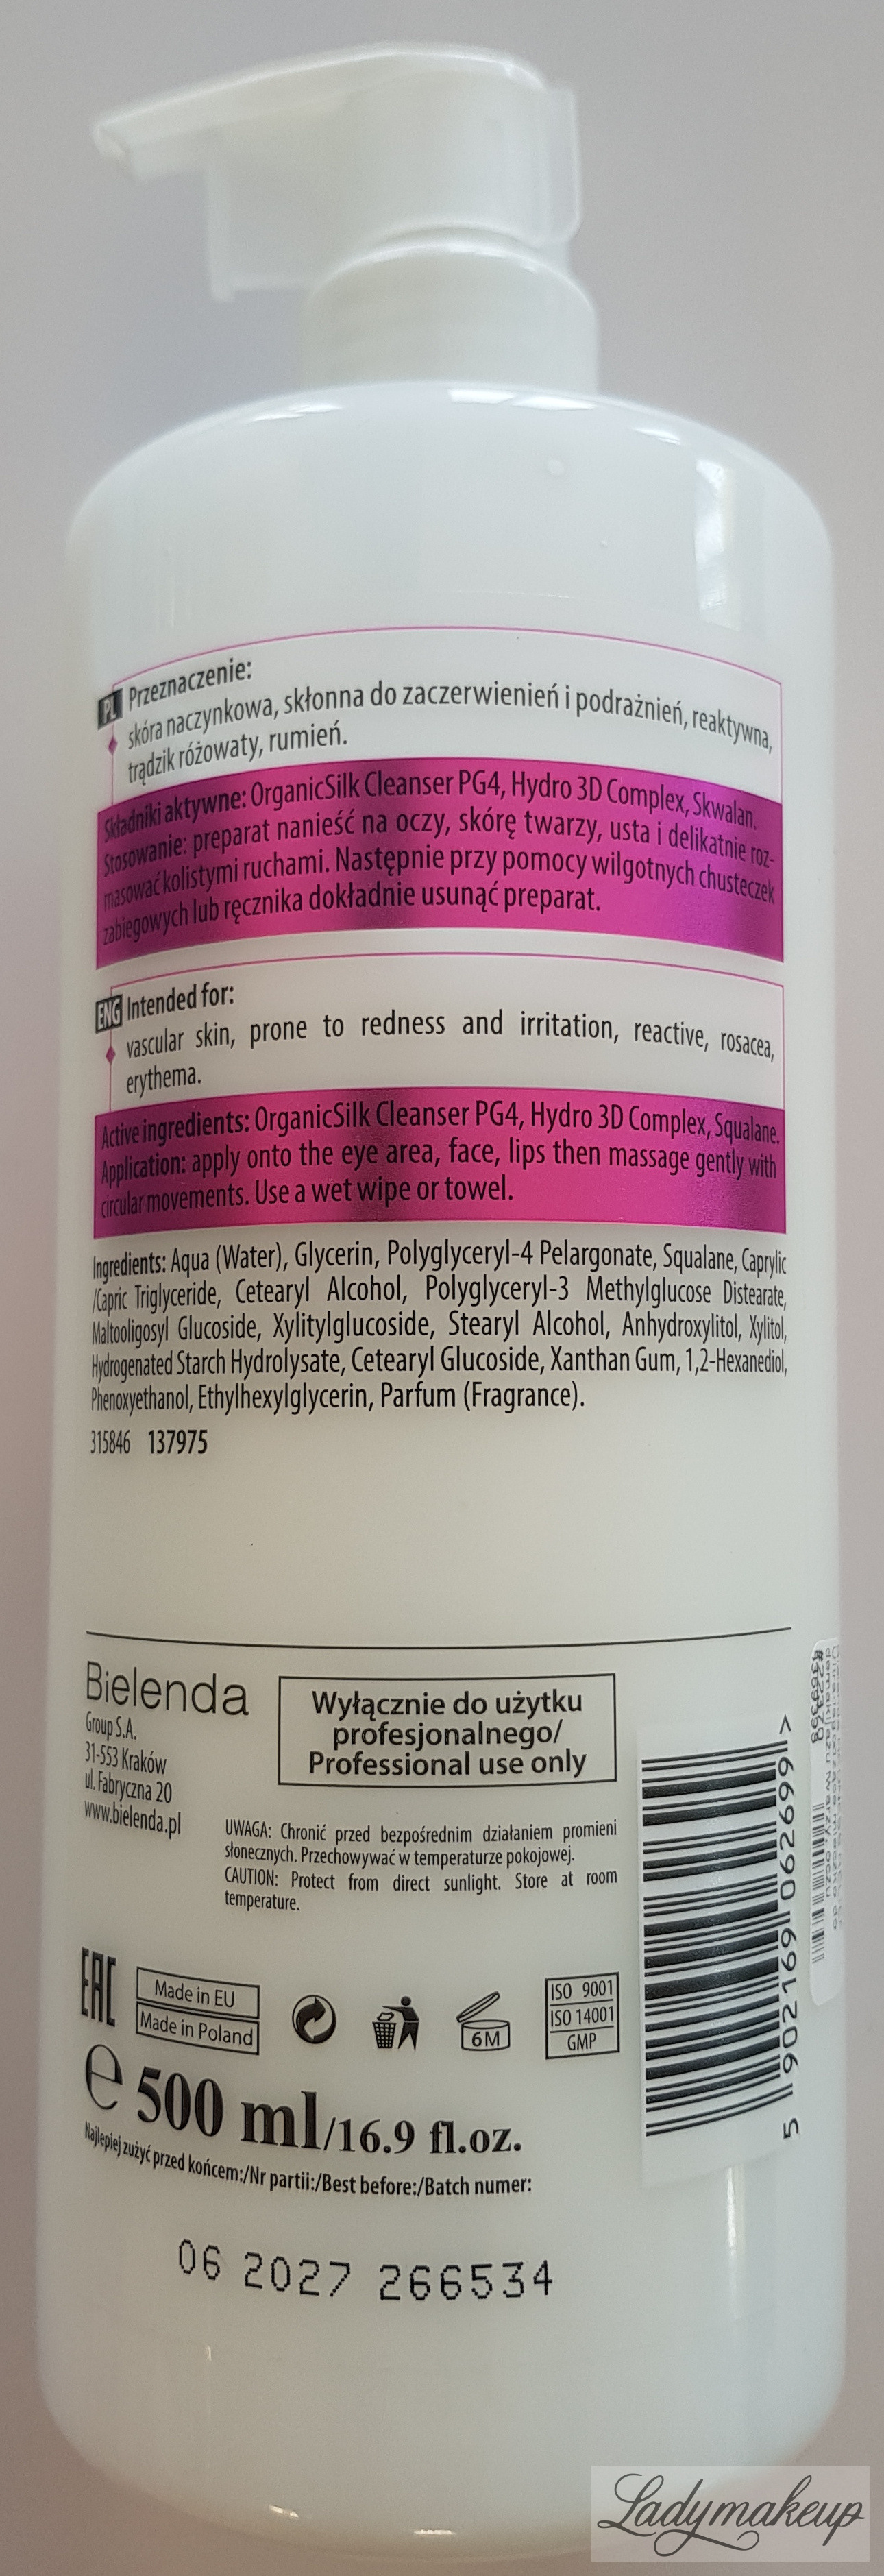 PL Przeznaczenie:
skóra naczynkowa, skłonna do zaczerwienień i podrażnień, reaktywna,
trądzik różowaty, rumień.
Składniki aktywne: OrganicSilk Cleanser PG4, Hydro 3D Complex, Skwalan.
Stosowanie: preparat nanieść na oczy, skórę twarzy, usta i delikatnie roz-
masować kolistymi ruchami. Następnie przy pomocy wilgotnych chusteczek
zabiegowych lub ręcznika dokładnie usunąć preparat.
ENG Intended for:
vascular skin, prone to redness and irritation, reactive, rosacea,
erythema.
Active ingredients: OrganicSilk Cleanser PG4, Hydro 3D Complex, Squalane.
Application: apply onto the eye area, face, lips then massage gently with
circular movements. Use a wet wipe or towel.
Ingredients: Aqua (Water), Glycerin, Polyglyceryl-4 Pelargonate, Squalane, Caprylic
/Capric Triglyceride, Cetearyl Alcohol, Polyglyceryl-3 Methylglucose Distearate,
Maltooligosyl Glucoside, Xylitylglucoside, Stearyl Alcohol, Anhydroxylitol, Xylitol,
Hydrogenated Starch Hydrolysate, Cetearyl Glucoside, Xanthan Gum, 1,2-Hexanediol,
Phenoxyethanol, Ethylhexylglycerin, Parfum (Fragrance).
315846 137975
Bielenda
Group S.A.
31-553 Kraków
ul. Fabryczna 20
www.bielenda.pl
Wyłącznie do użytku
profesjonalnego/
Professional use only
UWAGA: Chronić przed bezpośrednim działaniem promieni
słonecznych. Przechowywać w temperaturze pokojowej.
CAUTION: Protect from direct sunlight. Store at room
temperature.
5 902169 062699 >
EAC
Made in EU
Made in Poland
6M
ISO 9001
ISO 14001
GMP
e 500 ml/16.9 fl.oz.
Najlepiej zużyć przed końcem:/Nr partii:/Best before:/Batch numer:
06 2027 266534
Ladymakeup